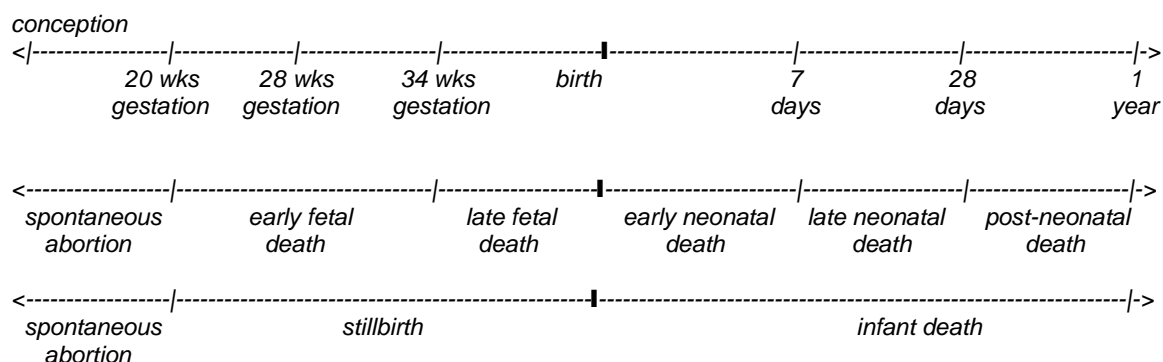 conception
20 wks 28 wks 34 wks birth 7 28 1
gestation gestation gestation days days year
spontaneous early fetal late fetal early neonatal late neonatal post-neonatal
abortion death death death death death
spontaneous stillbirth infant death
abortion